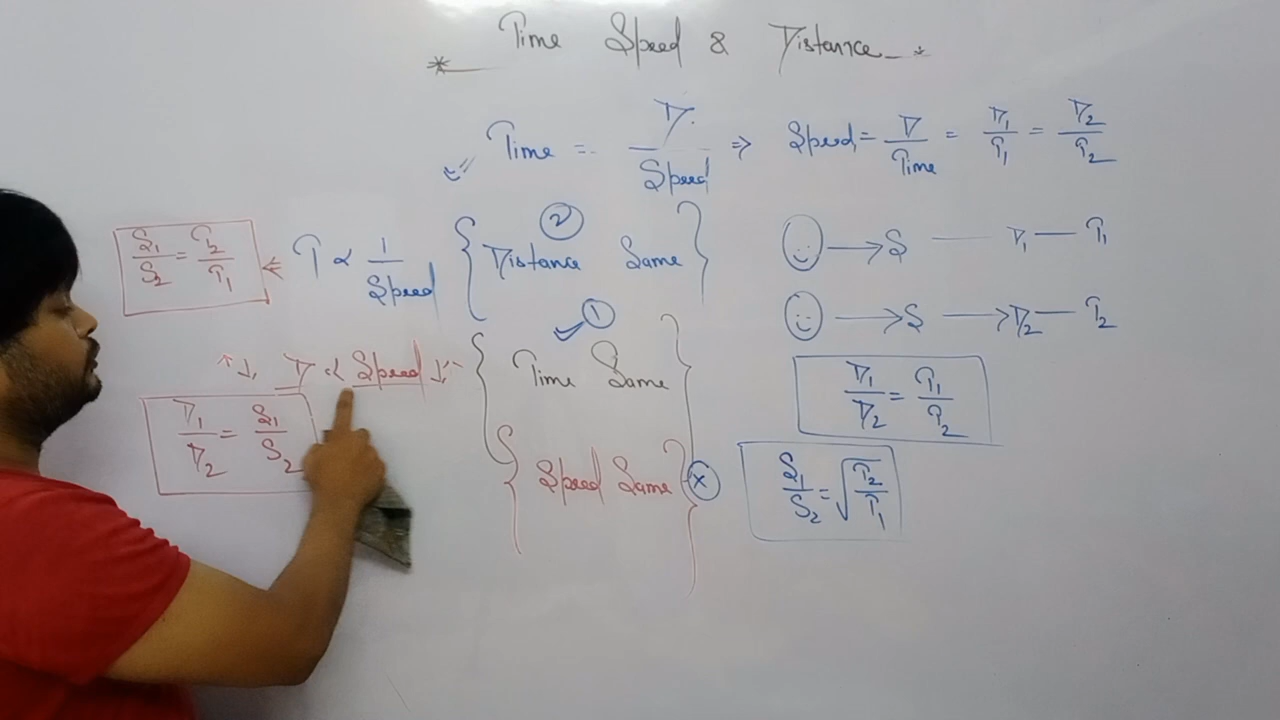 * Time Speed & Distance *
Time = D/Speed ⇒ Speed = D/Time = D1/T1 = D2/T2
2
S1/S2 = T2/T1 ⇐ T ∝ 1/Speed { Distance Same } → S — D1 — T1
1
→ S → D2 — T2
↑↓ D ∝ Speed ↓↑ { Time Same }
D1/D2 = T1/T2
D1/D2 = S1/S2
{ Speed Same } x
S1/S2 = √T2/T1